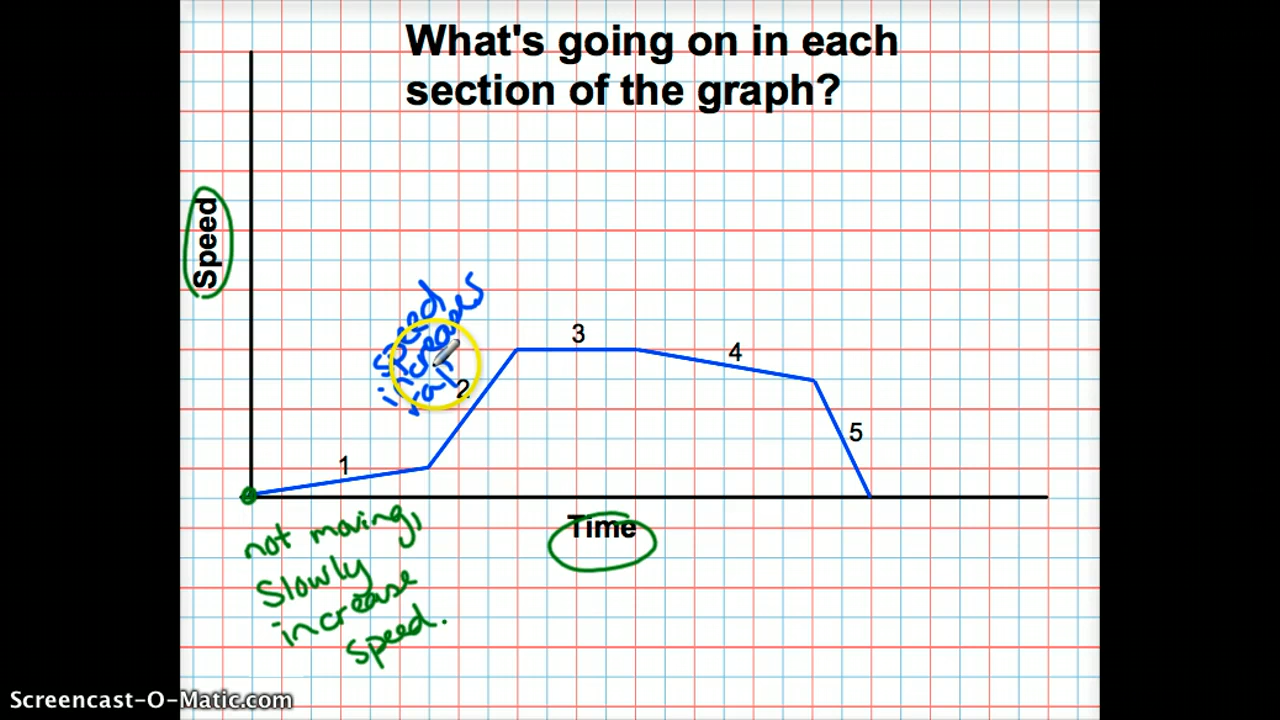 What's going on in each
section of the graph?
Speed
speed
increases
1
2
3
4
5
Time
not moving,
slowly
increase
speed.
Screencast-O-Matic.com